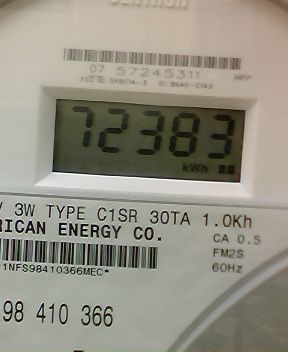 07 57245311 HPP
72383
kWh
V 3W TYPE C1SR 30TA 1.0Kh
RICAN ENERGY CO.
CA 0.5
FM2S
1NFS98410366MEC*
60Hz
98 410 366